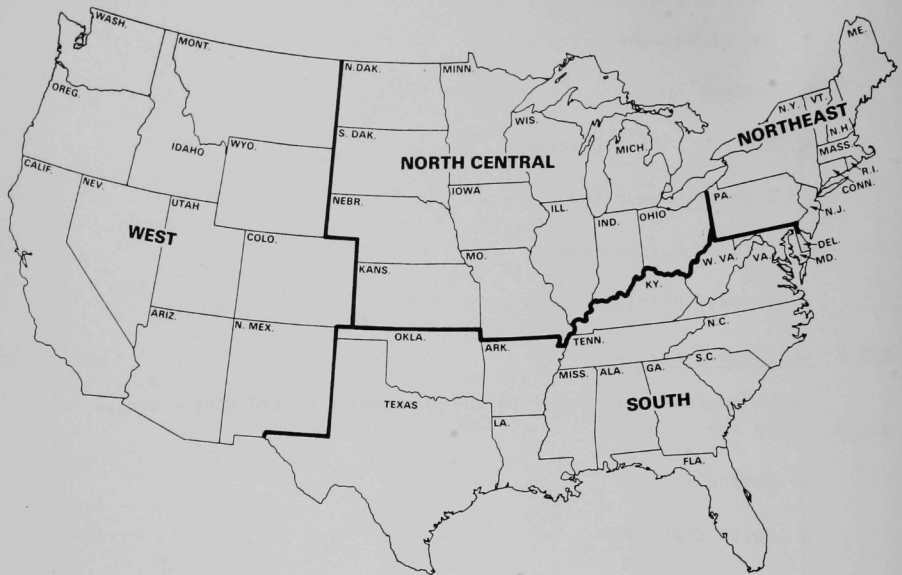 WASH.
MONT.
N. DAK.
MINN.
ME.
OREG.
IDAHO
WYO.
S. DAK.
WIS.
MICH.
N.Y.
VT.
NORTHEAST
N.H.
MASS.
R.I.
CONN.
NORTH CENTRAL
CALIF.
NEV.
UTAH
COLO.
NEBR.
IOWA
ILL.
IND.
OHIO
PA.
N.J.
WEST
KANS.
MO.
W. VA.
VA.
DEL.
MD.
KY.
ARIZ.
N. MEX.
OKLA.
ARK.
TENN.
N.C.
S.C.
TEXAS
MISS.
ALA.
GA.
SOUTH
LA.
FLA.